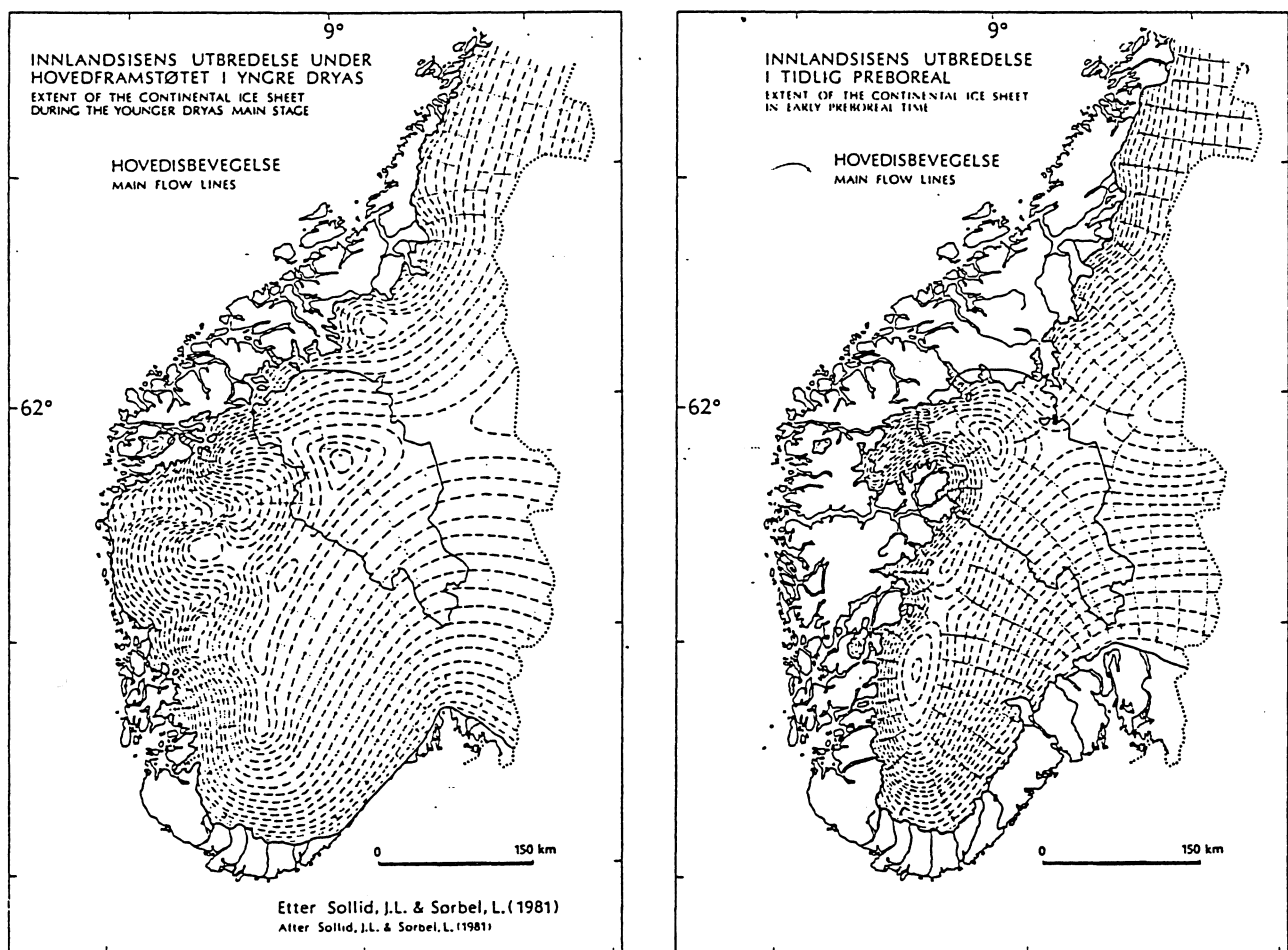 9°
INNLANDSISENS UTBREDELSE UNDER
HOVEDFRAMSTØTET I YNGRE DRYAS
EXTENT OF THE CONTINENTAL ICE SHEET
DURING THE YOUNGER DRYAS MAIN STAGE
HOVEDISBEVEGELSE
MAIN FLOW LINES
62°
0 150 km
Etter Sollid, J.L. & Sørbel, L. (1981)
After Sollid, J.L. & Sørbel, L. (1981)
9°
INNLANDSISENS UTBREDELSE
I TIDLIG PREBOREAL
EXTENT OF THE CONTINENTAL ICE SHEET
IN EARLY PREBOREAL TIME
HOVEDISBEVEGELSE
MAIN FLOW LINES
62°
0 150 km